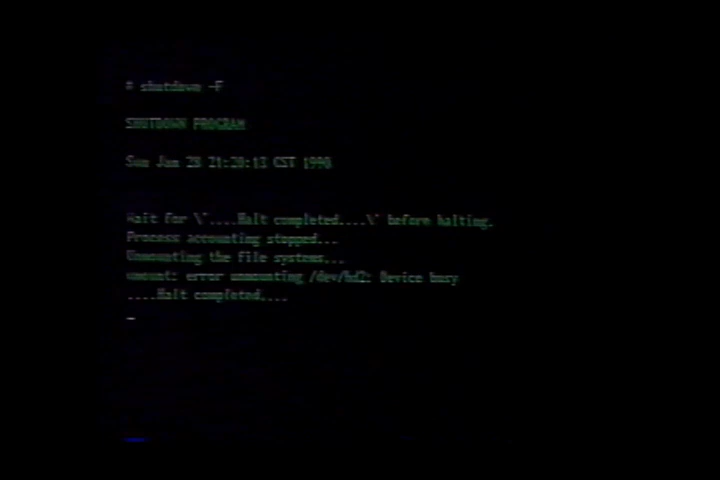 # shutdown -F
SHUTDOWN PROGRAM
Sun Jan 28 21:20:13 CST 1990
Wait for \'....Halt completed....\' before halting.
Process accounting stopped...
Unmounting the file systems...
umount: error unmounting /dev/hd2: Device busy
....Halt completed....